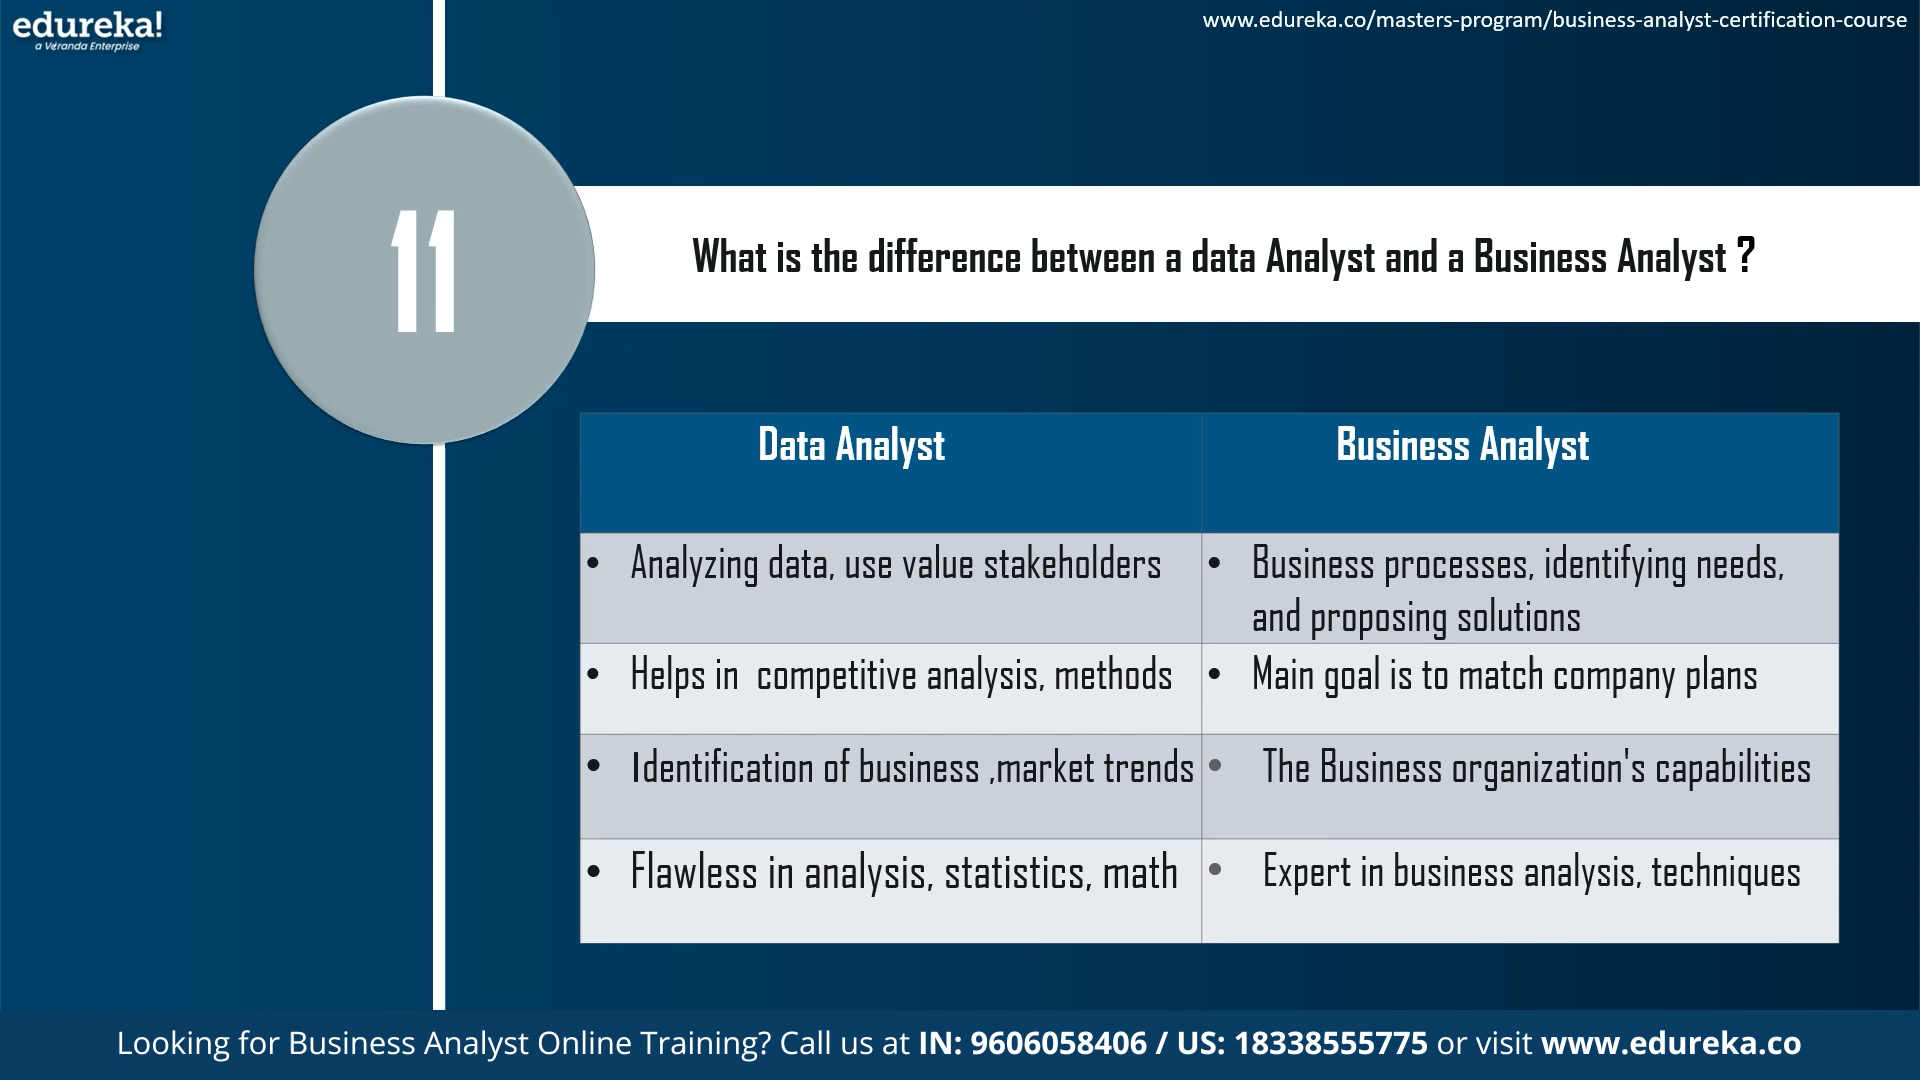 edureka!
a Veranda Enterprise
www.edureka.co/masters-program/business-analyst-certification-course
11
What is the difference between a data Analyst and a Business Analyst ?
Data Analyst
Business Analyst
• Analyzing data, use value stakeholders
• Business processes, identifying needs,
and proposing solutions
• Helps in competitive analysis, methods
• Main goal is to match company plans
• Identification of business ,market trends
• The Business organization's capabilities
• Flawless in analysis, statistics, math
• Expert in business analysis, techniques
Looking for Business Analyst Online Training? Call us at IN: 9606058406 / US: 18338555775 or visit www.edureka.co